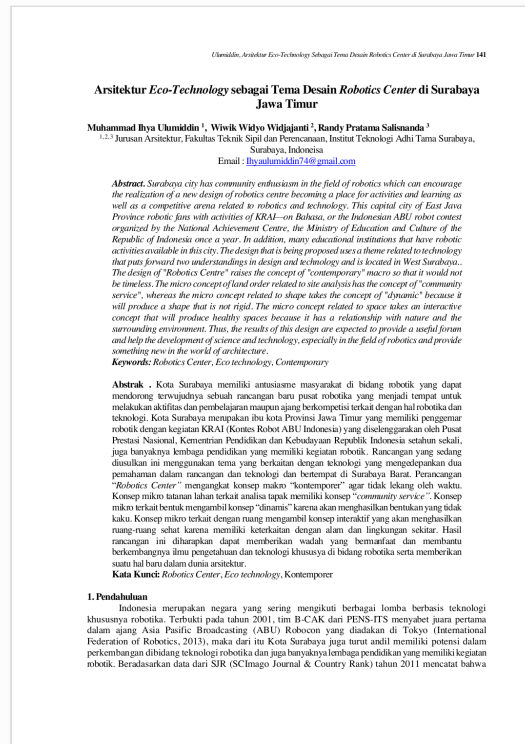 Ulumiddin, Arsitektur Eco-Technology Sebagai Tema Desain Robotics Center di Surabaya Jawa Timur 141
Arsitektur Eco-Technology sebagai Tema Desain Robotics Center di Surabaya
Jawa Timur
Muhammad Ihya Ulumiddin 1, Wiwik Widyo Widjajanti 2, Randy Pratama Salisnanda 3
1,2,3 Jurusan Arsitektur, Fakultas Teknik Sipil dan Perencanaan, Institut Teknologi Adhi Tama Surabaya,
Surabaya, Indoneisa
Email : Ihyaulumiddin74@gmail.com
Abstract. Surabaya city has community enthusiasm in the field of robotics which can encourage
the realization of a new design of robotics centre becoming a place for activities and learning as
well as a competitive arena related to robotics and technology. This capital city of East Java
Province robotic fans with activities of KRAI—on Bahasa, or the Indonesian ABU robot contest
organized by the National Achievement Centre, the Ministry of Education and Culture of the
Republic of Indonesia once a year. In addition, many educational institutions that have robotic
activities available in this city. The design that is being proposed uses a theme related to technology
that puts forward two understandings in design and technology and is located in West Surabaya..
The design of "Robotics Centre" raises the concept of "contemporary" macro so that it would not
be timeless. The micro concept of land order related to site analysis has the concept of "community
service", whereas the micro concept related to shape takes the concept of "dynamic" because it
will produce a shape that is not rigid. The micro concept related to space takes an interactive
concept that will produce healthy spaces because it has a relationship with nature and the
surrounding environment. Thus, the results of this design are expected to provide a useful forum
and help the development of science and technology, especially in the field of robotics and provide
something new in the world of architecture.
Keywords: Robotics Center, Eco technology, Contemporary
Abstrak . Kota Surabaya memiliki antusiasme masyarakat di bidang robotik yang dapat
mendorong terwujudnya sebuah rancangan baru pusat robotika yang menjadi tempat untuk
melakukan aktifitas dan pembelajaran maupun ajang berkompetisi terkait dengan hal robotika dan
teknologi. Kota Surabaya merupakan ibu kota Provinsi Jawa Timur yang memiliki penggemar
robotik dengan kegiatan KRAI (Kontes Robot ABU Indonesia) yang diselenggarakan oleh Pusat
Prestasi Nasional, Kementrian Pendidikan dan Kebudayaan Republik Indonesia setahun sekali,
juga banyaknya lembaga pendidikan yang memiliki kegiatan robotik. Rancangan yang sedang
diusulkan ini menggunakan tema yang berkaitan dengan teknologi yang mengedepankan dua
pemahaman dalam rancangan dan teknologi dan bertempat di Surabaya Barat. Perancangan
"Robotics Center" mengangkat konsep makro "kontemporer" agar tidak lekang oleh waktu.
Konsep mikro tatanan lahan terkait analisa tapak memiliki konsep "community service". Konsep
mikro terkait bentuk mengambil konsep "dinamis" karena akan menghasilkan bentukan yang tidak
kaku. Konsep mikro terkait dengan ruang mengambil konsep interaktif yang akan menghasilkan
ruang-ruang sehat karena memiliki keterkaitan dengan alam dan lingkungan sekitar. Hasil
rancangan ini diharapkan dapat memberikan wadah yang bermanfaat dan membantu
berkembangnya ilmu pengetahuan dan teknologi khususya di bidang robotika serta memberikan
suatu hal baru dalam dunia arsitektur.
Kata Kunci: Robotics Center, Eco technology, Kontemporer
1. Pendahuluan
Indonesia merupakan negara yang sering mengikuti berbagai lomba berbasis teknologi
khususnya robotika. Terbukti pada tahun 2001, tim B-CAK dari PENS-ITS menyabet juara pertama
dalam ajang Asia Pasific Broadcasting (ABU) Robocon yang diadakan di Tokyo (International
Federation of Robotics, 2013), maka dari itu Kota Surabaya juga turut andil memiliki potensi dalam
perkembangan dibidang teknologi robotika dan juga banyaknya lembaga pendidikan yang memiliki kegiatan
robotik. Beradasarkan data dari SJR (SCImago Journal & Country Rank) tahun 2011 mencatat bahwa